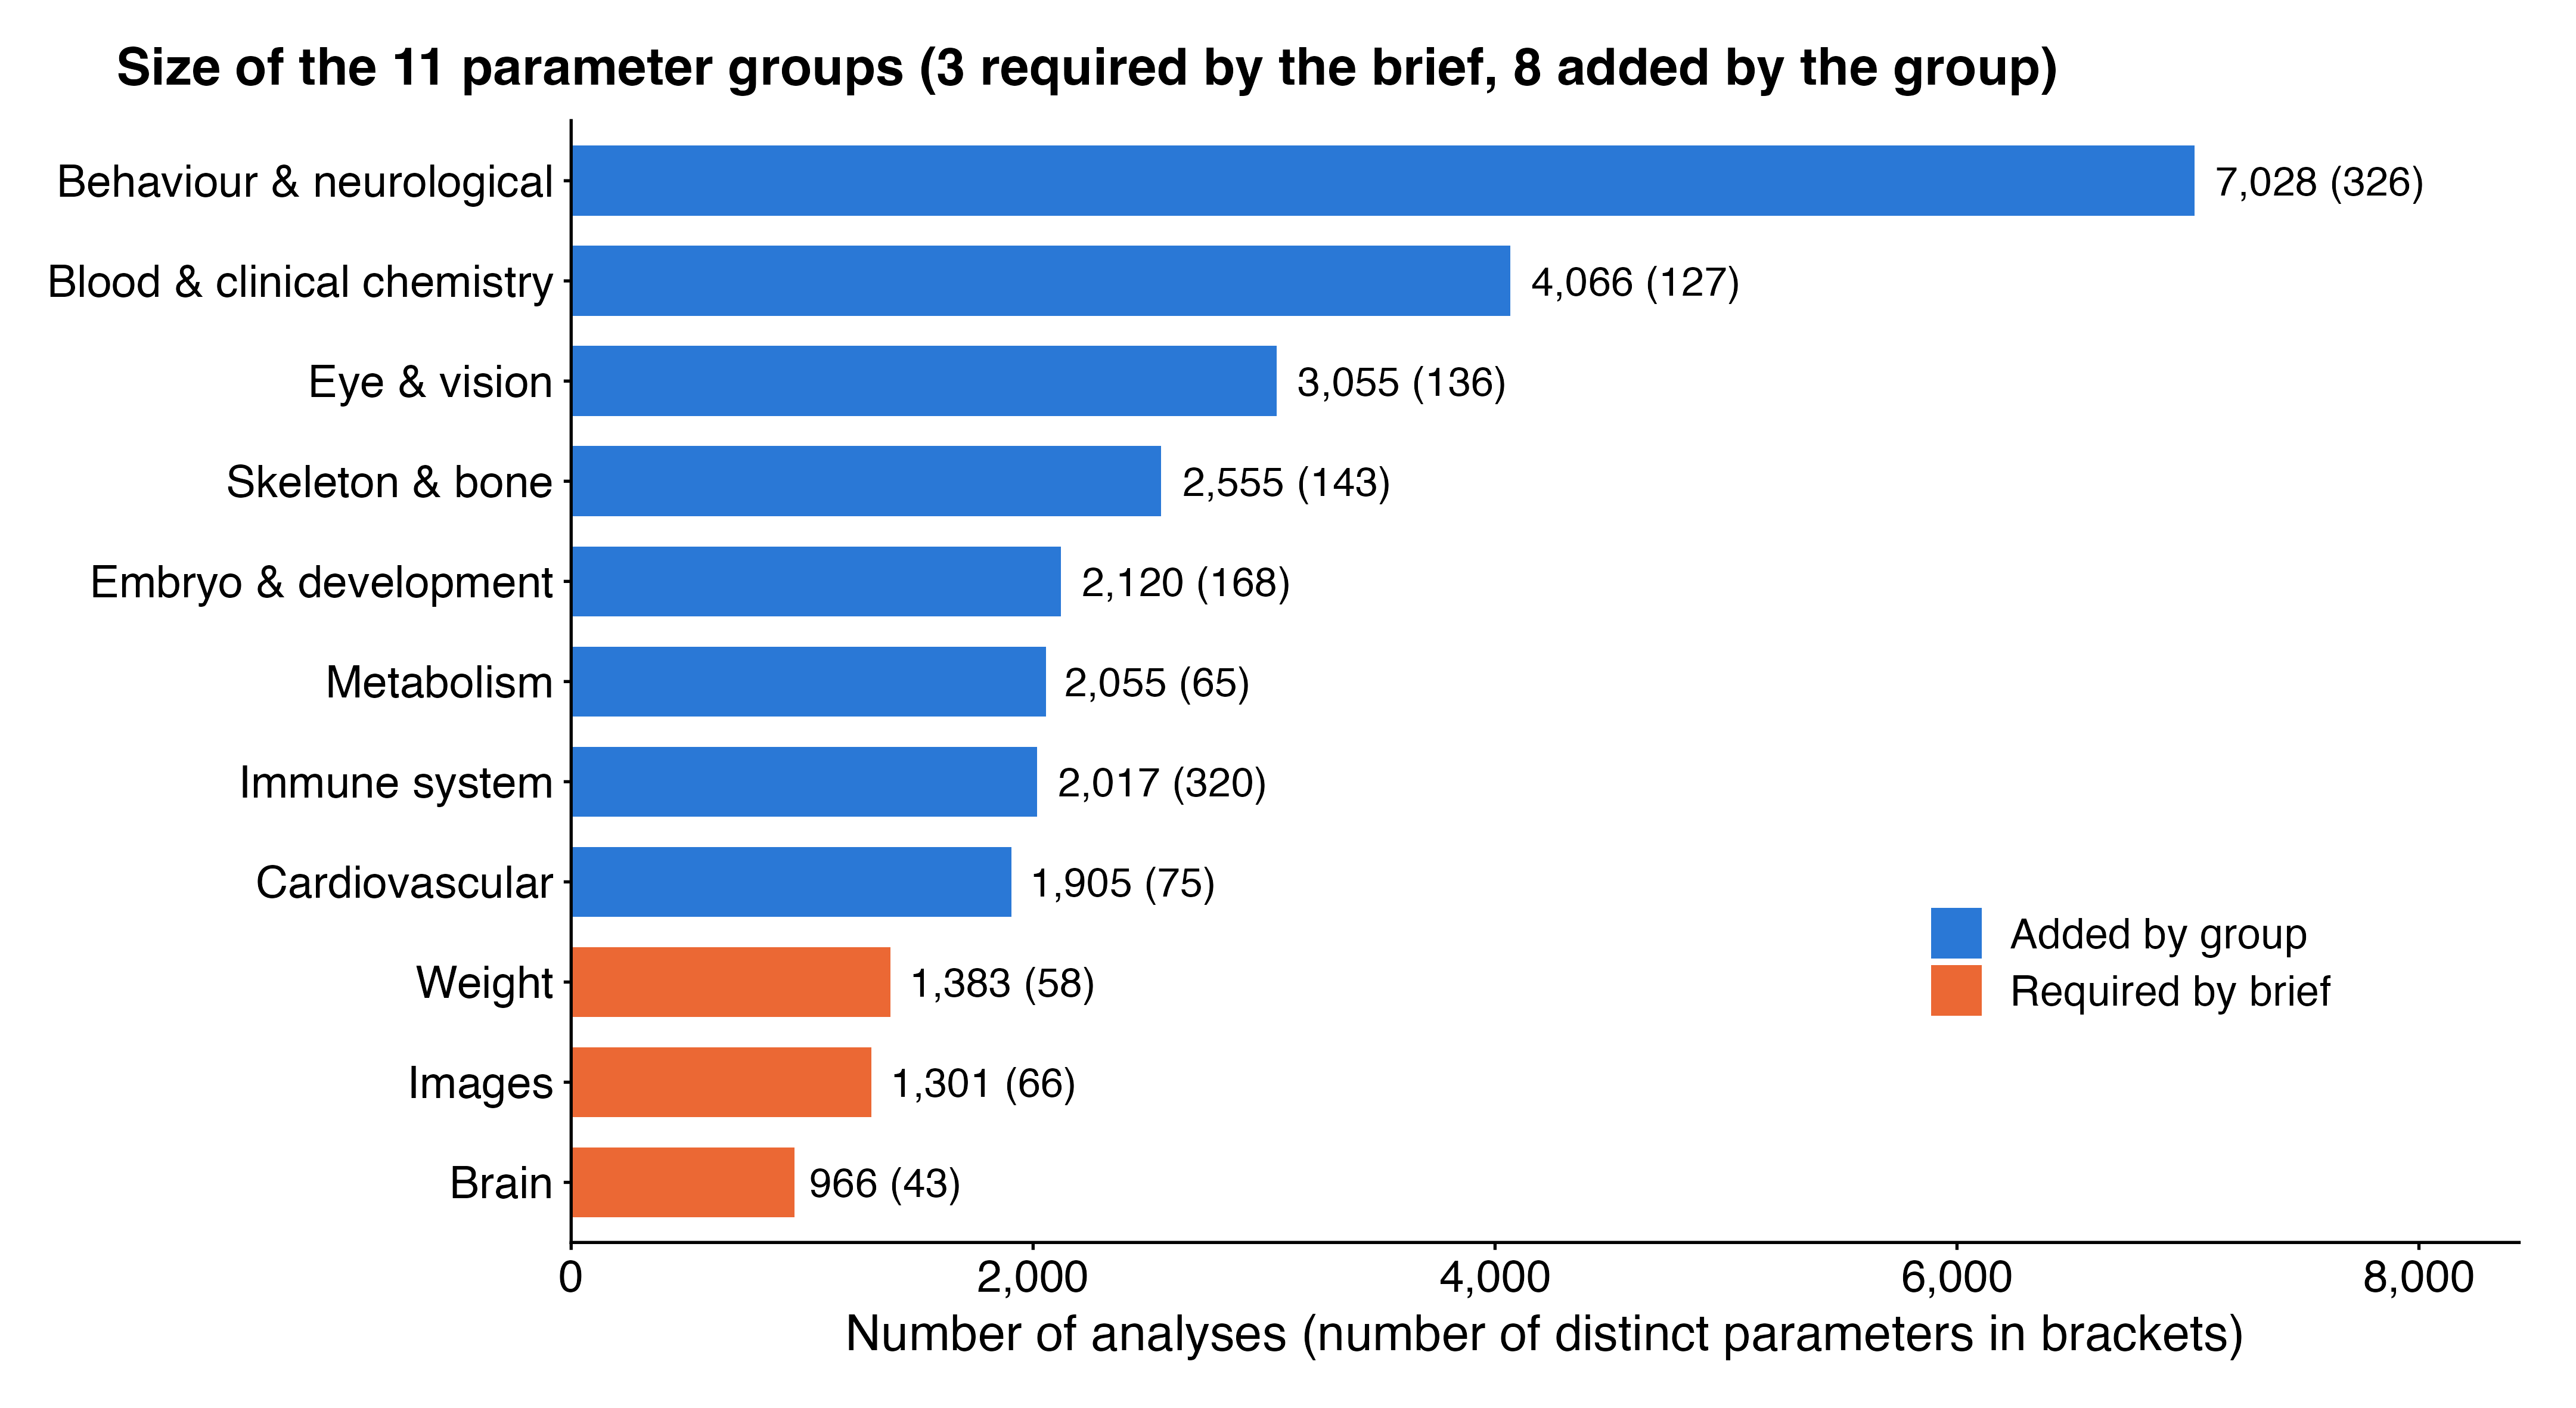 Size of the 11 parameter groups (3 required by the brief, 8 added by the group)
Behaviour & neurological 7,028 (326)
Blood & clinical chemistry 4,066 (127)
Eye & vision 3,055 (136)
Skeleton & bone 2,555 (143)
Embryo & development 2,120 (168)
Metabolism 2,055 (65)
Immune system 2,017 (320)
Cardiovascular 1,905 (75)
Added by group
Weight 1,383 (58)
Required by brief
Images 1,301 (66)
Brain 966 (43)
0 2,000 4,000 6,000 8,000
Number of analyses (number of distinct parameters in brackets)